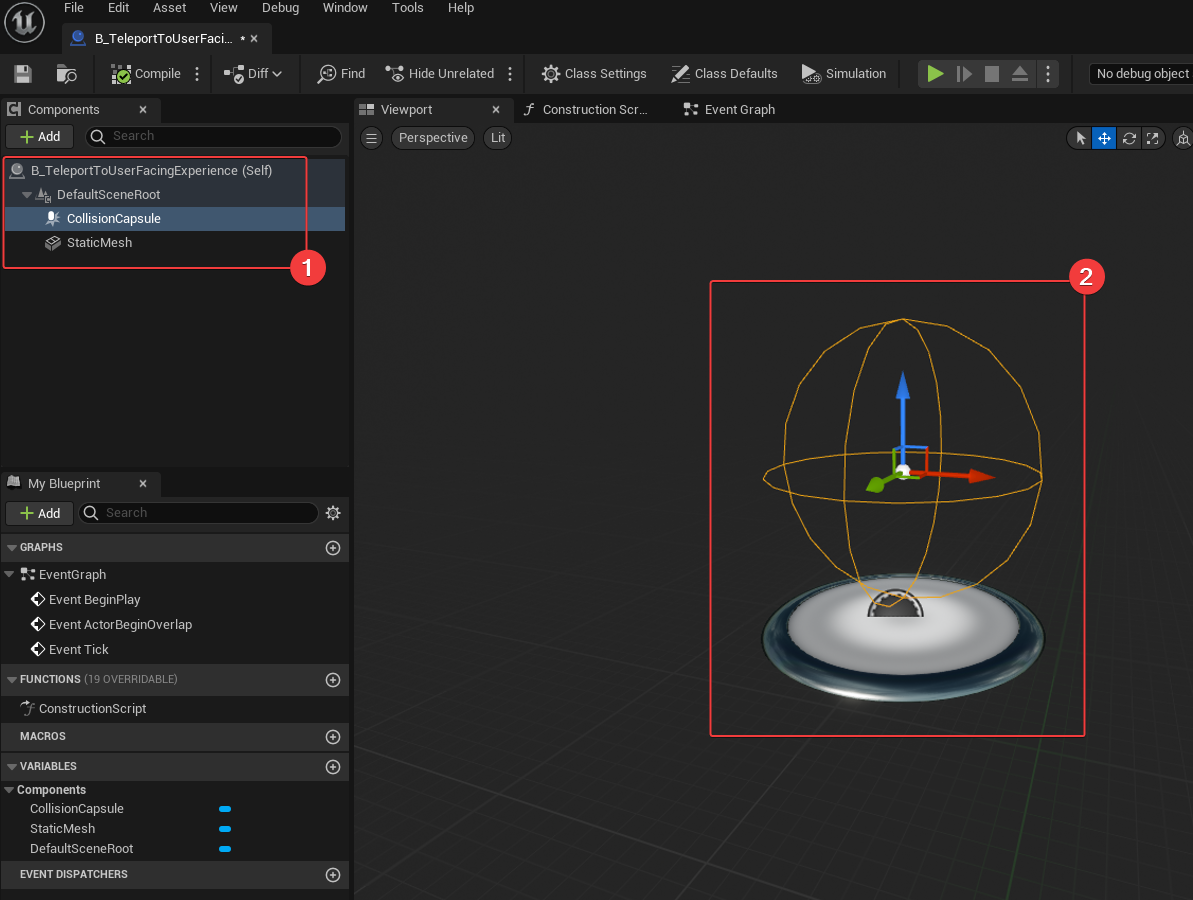 File Edit Asset View Debug Window Tools Help
B_TeleportToUserFaci...
Compile Diff Find Hide Unrelated Class Settings Class Defaults Simulation No debug object
Components
Viewport Construction Scr... Event Graph
Add Search
Perspective Lit
B_TeleportToUserFacingExperience (Self)
DefaultSceneRoot
CollisionCapsule
StaticMesh
1
2
My Blueprint
Add Search
GRAPHS
EventGraph
Event BeginPlay
Event ActorBeginOverlap
Event Tick
FUNCTIONS (19 OVERRIDABLE)
ConstructionScript
MACROS
VARIABLES
Components
CollisionCapsule
StaticMesh
DefaultSceneRoot
EVENT DISPATCHERS